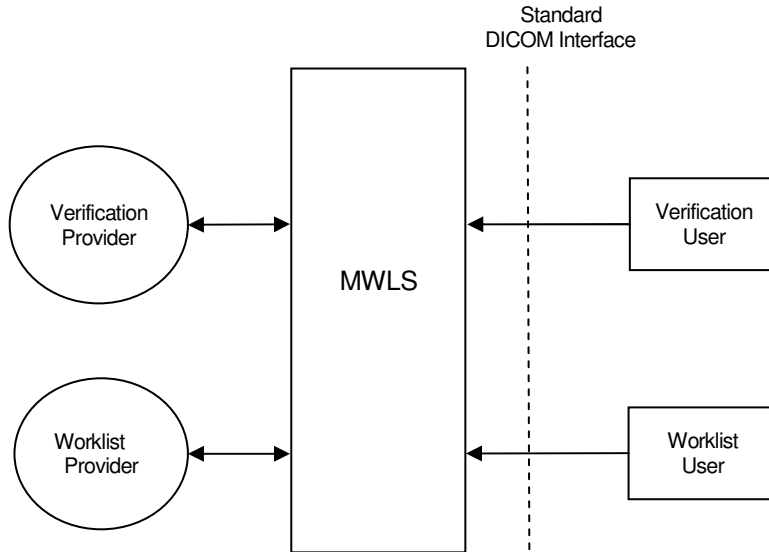 Standard
DICOM Interface
Verification
Provider
MWLS
Verification
User
Worklist
Provider
Worklist
User